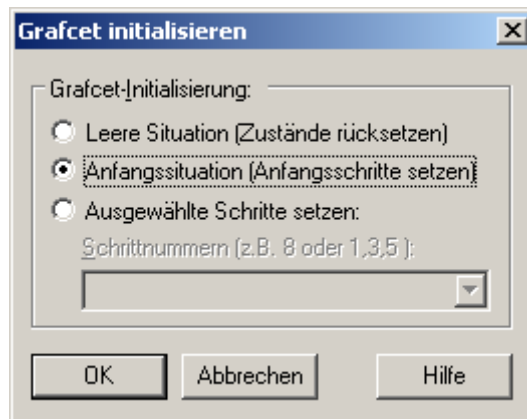 Grafcet initialisieren
Grafcet-Initialisierung:
Leere Situation (Zustände rücksetzen)
Anfangssituation (Anfangsschritte setzen)
Ausgewählte Schritte setzen:
Schrittnummern (z.B. 8 oder 1,3,5 ):
OK Abbrechen Hilfe